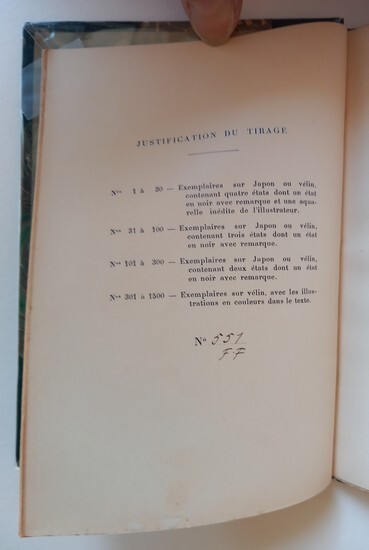 JUSTIFICATION DU TIRAGE
Nos 1 à 30 — Exemplaires sur Japon ou vélin,
contenant quatre états dont un état
en noir avec remarque et une aqua-
relle inédite de l'illustrateur.
Nos 31 à 100 — Exemplaires sur Japon ou vélin,
contenant trois états dont un état
en noir avec remarque.
Nos 101 à 300 — Exemplaires sur Japon ou vélin,
contenant deux états dont un état
en noir avec remarque.
Nos 301 à 1500 — Exemplaires sur vélin, avec les illus-
trations en couleurs dans le texte.
No 551
F.F